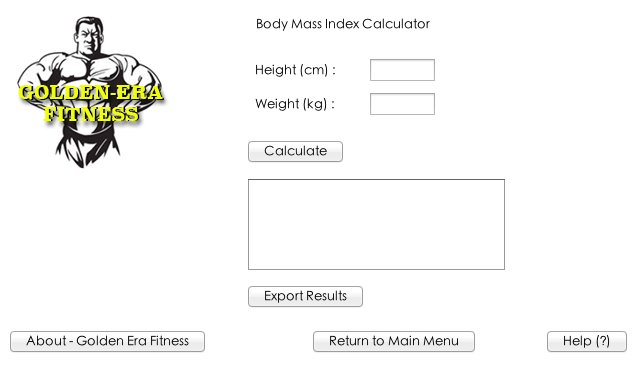 Body Mass Index Calculator
GOLDEN-ERA
FITNESS
Height (cm) :
Weight (kg) :
Calculate
Export Results
About - Golden Era Fitness
Return to Main Menu
Help (?)